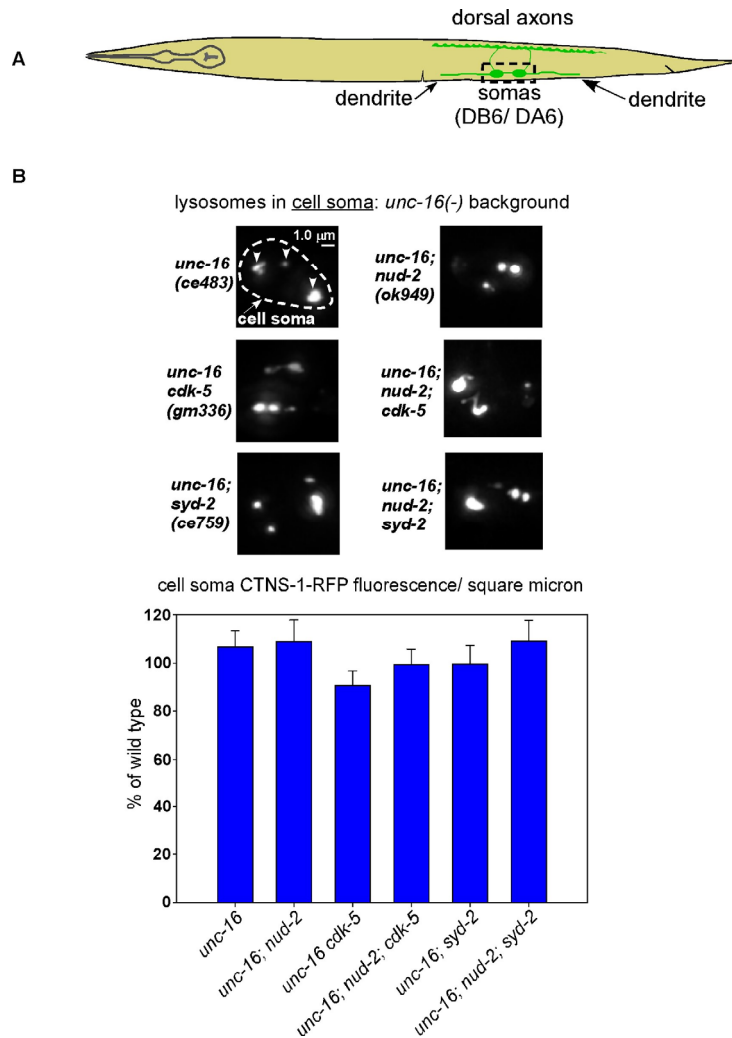 A
dorsal axons
dendrite
somas
(DB6/ DA6)
dendrite
B
lysosomes in cell soma: unc-16(-) background
unc-16
(ce483)
1.0 μm
cell soma
unc-16;
nud-2
(ok949)
unc-16
cdk-5
(gm336)
unc-16;
nud-2;
cdk-5
unc-16;
syd-2
(ce759)
unc-16;
nud-2;
syd-2
cell soma CTNS-1-RFP fluorescence/ square micron
% of wild type
120
100
80
60
40
20
0
unc-16
unc-16; nud-2
unc-16 cdk-5
unc-16; nud-2; cdk-5
unc-16; syd-2
unc-16; nud-2; syd-2